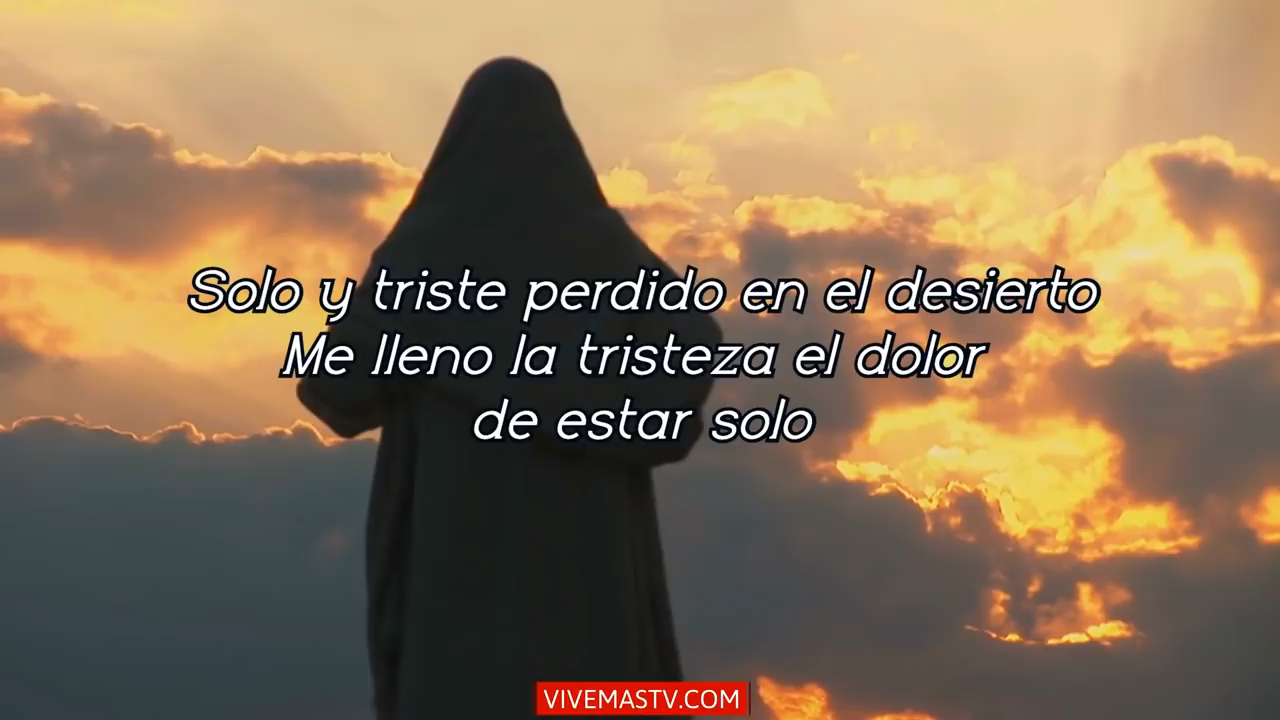 Solo y triste perdido en el desierto
Me lleno la tristeza el dolor
de estar solo
VIVEMASTV.COM